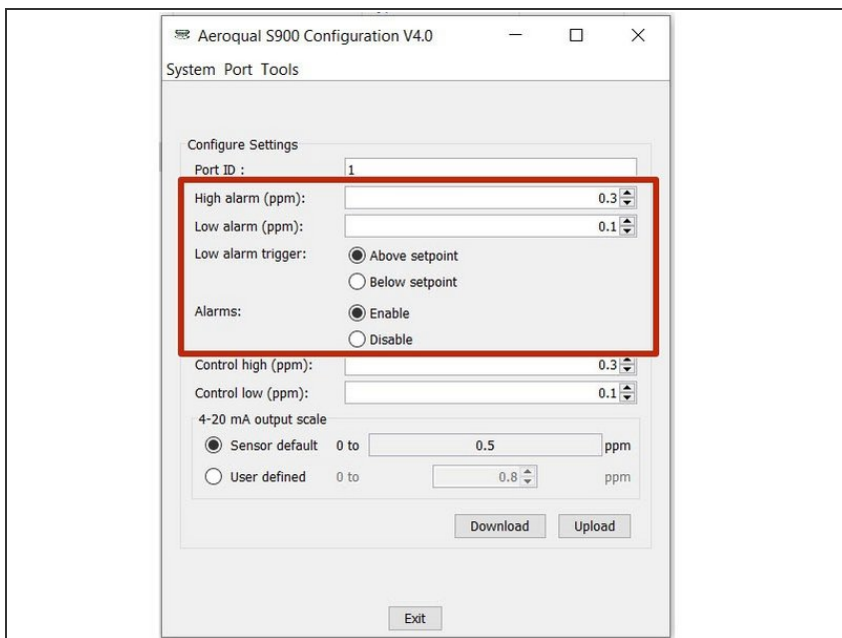 Aeroqual S900 Configuration V4.0
System Port Tools
Configure Settings
Port ID : 1
High alarm (ppm): 0.3
Low alarm (ppm): 0.1
Low alarm trigger: Above setpoint
Below setpoint
Alarms: Enable
Disable
Control high (ppm): 0.3
Control low (ppm): 0.1
4-20 mA output scale
Sensor default 0 to 0.5 ppm
User defined 0 to 0.8 ppm
Download Upload
Exit